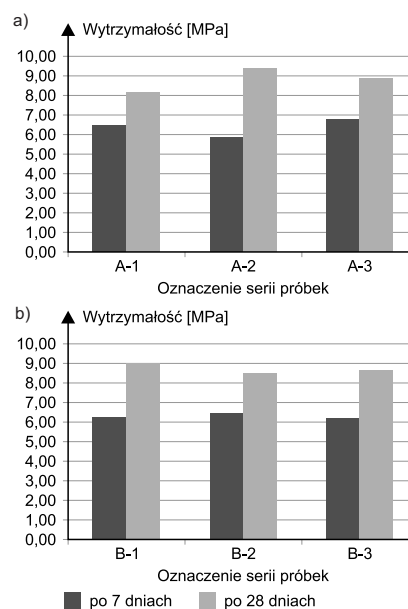 a)
Wytrzymałość [MPa]
10,00
9,00
8,00
7,00
6,00
5,00
4,00
3,00
2,00
1,00
0,00
A-1 A-2 A-3
Oznaczenie serii próbek
b)
Wytrzymałość [MPa]
10,00
9,00
8,00
7,00
6,00
5,00
4,00
3,00
2,00
1,00
0,00
B-1 B-2 B-3
Oznaczenie serii próbek
po 7 dniach po 28 dniach